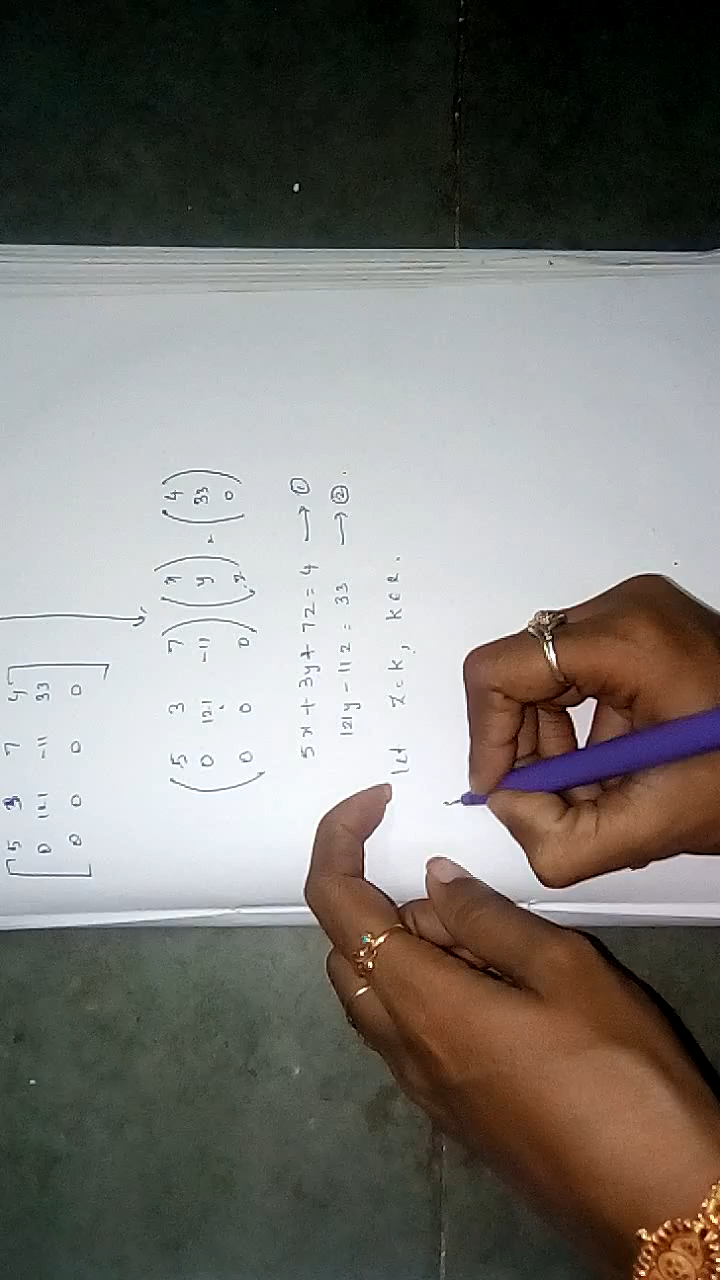 5 3 7 4
0 121 -11 33
0 0 0 0
( 5 3 7 ) ( x ) = ( 4 )
( 0 121 -11 ) ( y ) ( 33 )
( 0 0 0 ) ( z ) ( 0 )
5x + 3y + 7z = 4 → ①
121y - 11z = 33 → ②.
let z = k, k∈R.